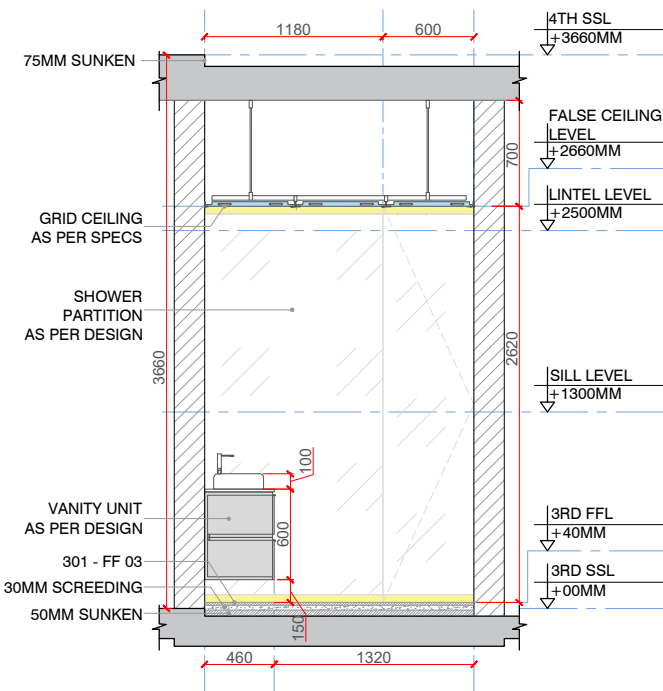 1180
600
4TH SSL
+3660MM
75MM SUNKEN
FALSE CEILING
LEVEL
+2660MM
700
LINTEL LEVEL
+2500MM
GRID CEILING
AS PER SPECS
SHOWER
PARTITION
AS PER DESIGN
3660
2620
SILL LEVEL
+1300MM
100
VANITY UNIT
AS PER DESIGN
600
3RD FFL
+40MM
301 - FF 03
30MM SCREEDING
3RD SSL
+00MM
50MM SUNKEN
150
460
1320